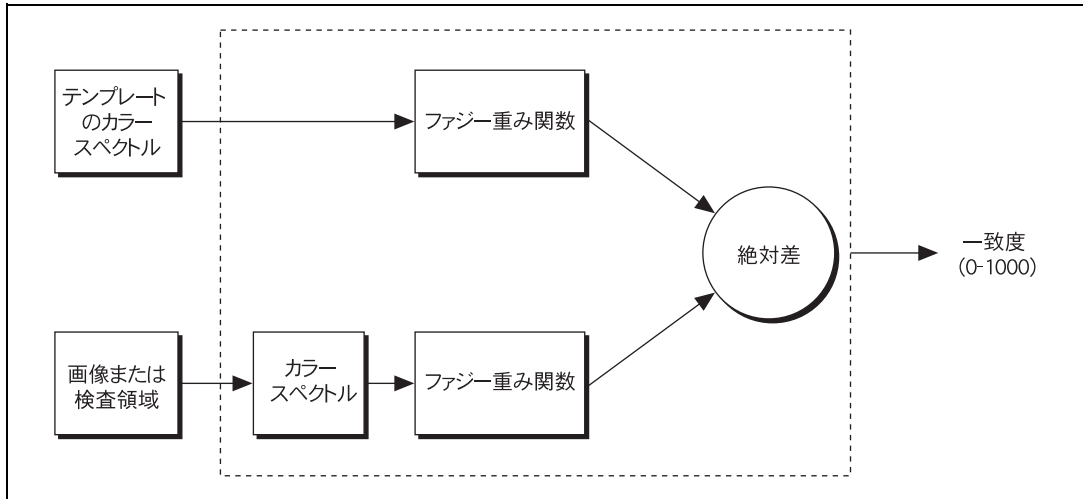 テンプレート
のカラー
スペクトル
ファジー重み関数
絶対差
一致度
(0-1000)
画像または
検査領域
カラー
スペクトル
ファジー重み関数